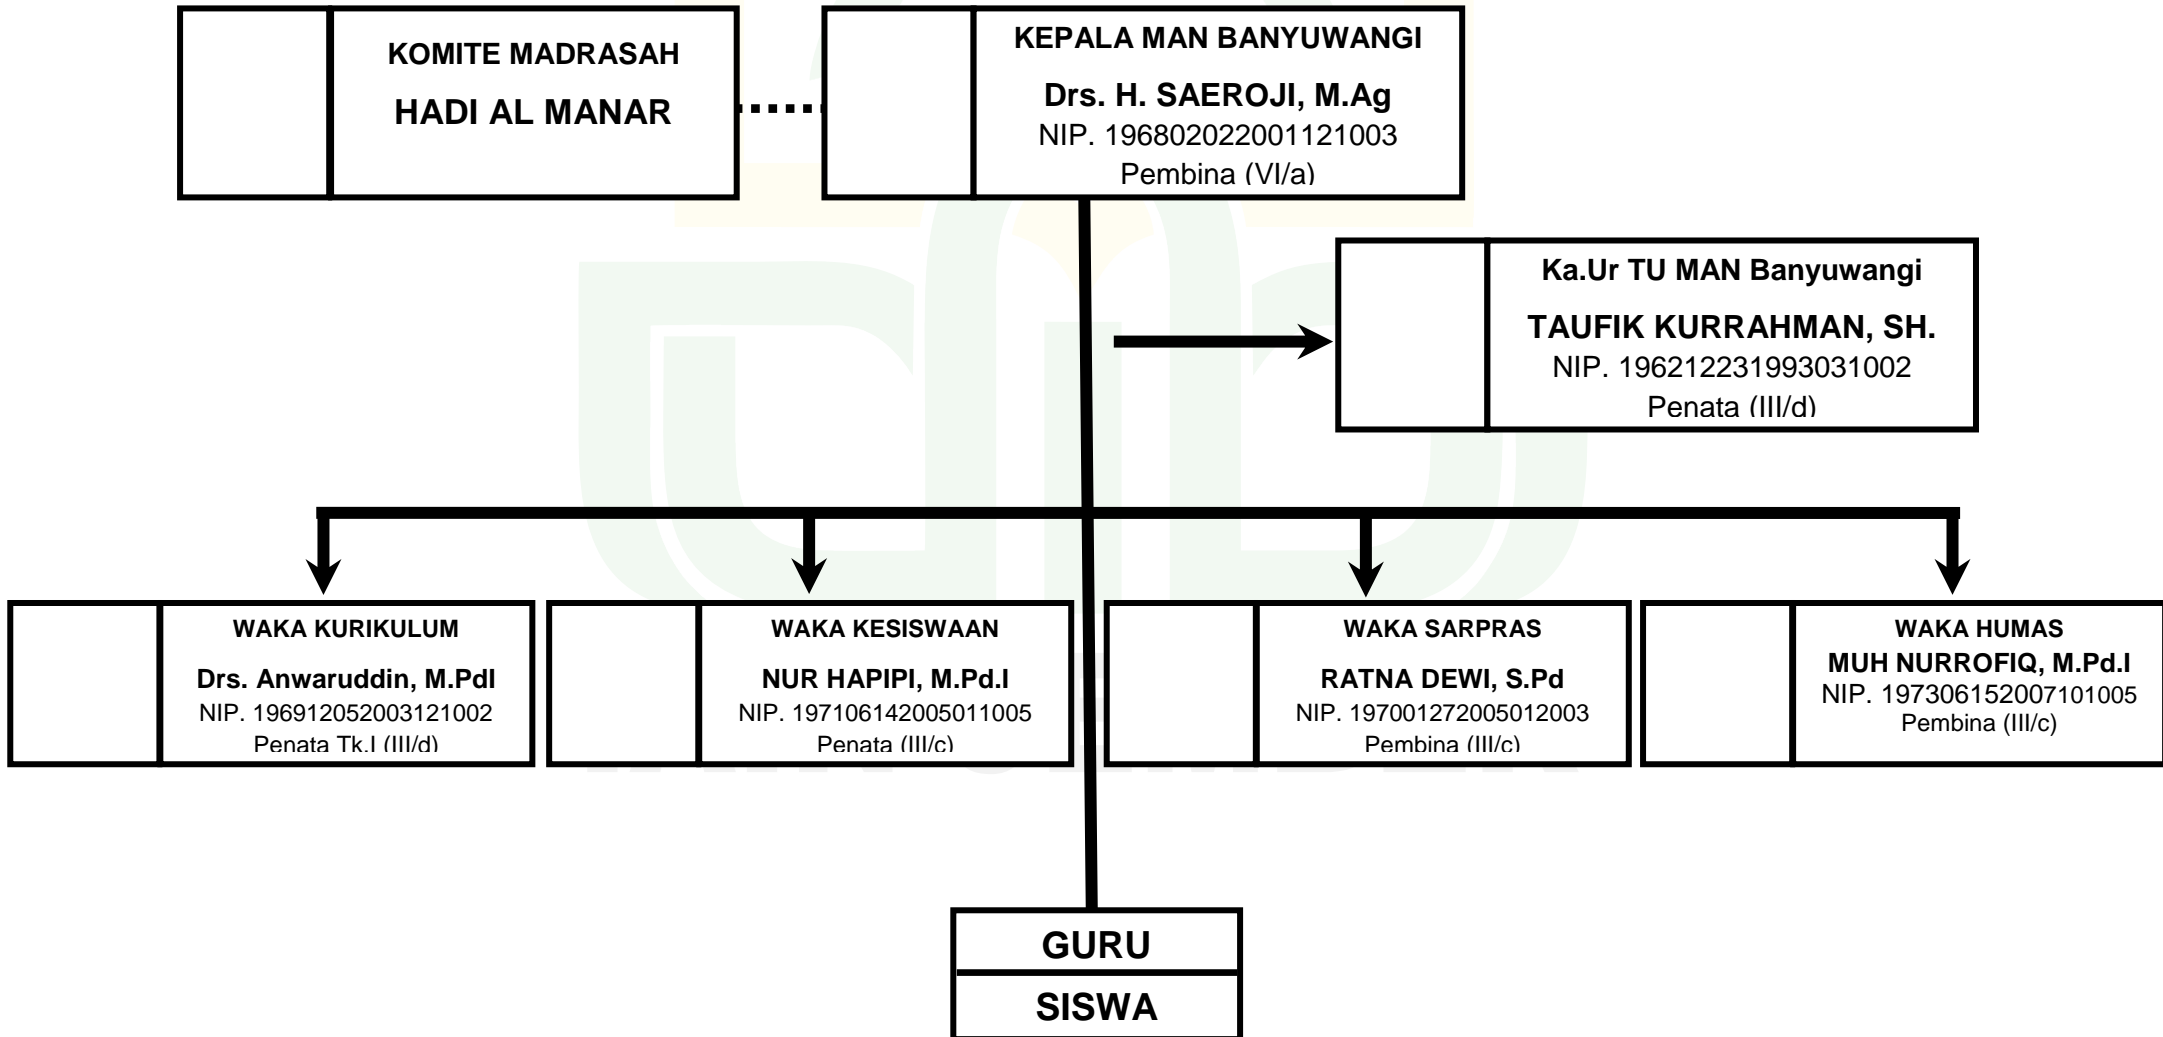 KOMITE MADRASAH
HADI AL MANAR
KEPALA MAN BANYUWANGI
Drs. H. SAEROJI, M.Ag
NIP. 196802022001121003
Pembina (VI/a)
Ka.Ur TU MAN Banyuwangi
TAUFIK KURRAHMAN, SH.
NIP. 196212231993031002
Penata (III/d)
WAKA KURIKULUM
Drs. Anwaruddin, M.PdI
NIP. 196912052003121002
Penata Tk.I (III/d)
WAKA KESISWAAN
NUR HAPIPI, M.Pd.I
NIP. 197106142005011005
Penata (III/c)
WAKA SARPRAS
RATNA DEWI, S.Pd
NIP. 197001272005012003
Pembina (III/c)
WAKA HUMAS
MUH NURROFIQ, M.Pd.I
NIP. 197306152007101005
Pembina (III/c)
GURU
SISWA